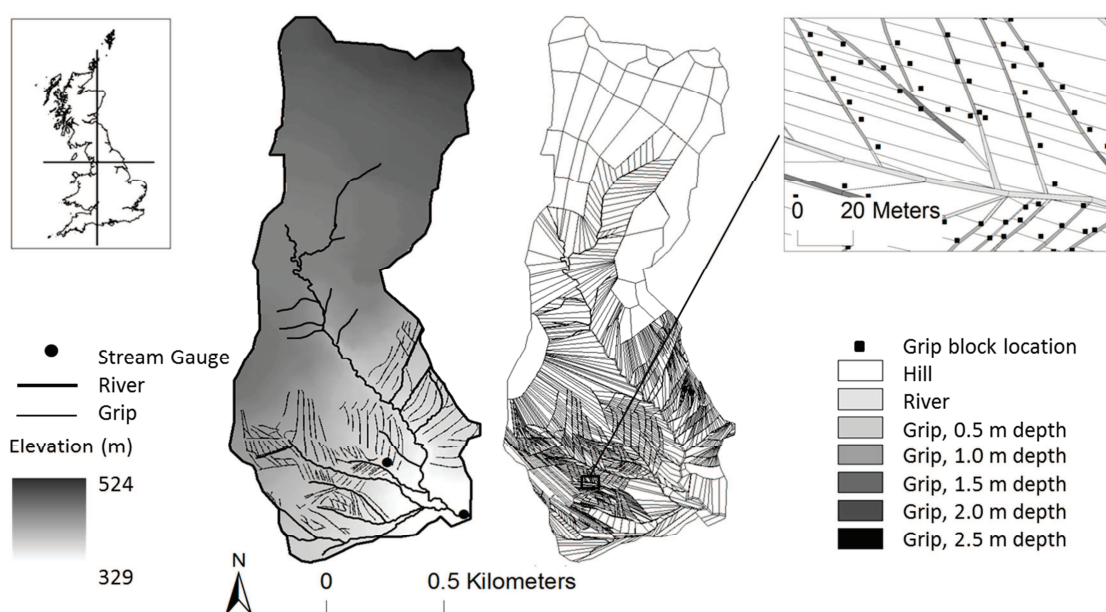 0 20 Meters
Stream Gauge
River
Grip
Elevation (m)
524
329
N
0 0.5 Kilometers
Grip block location
Hill
River
Grip, 0.5 m depth
Grip, 1.0 m depth
Grip, 1.5 m depth
Grip, 2.0 m depth
Grip, 2.5 m depth